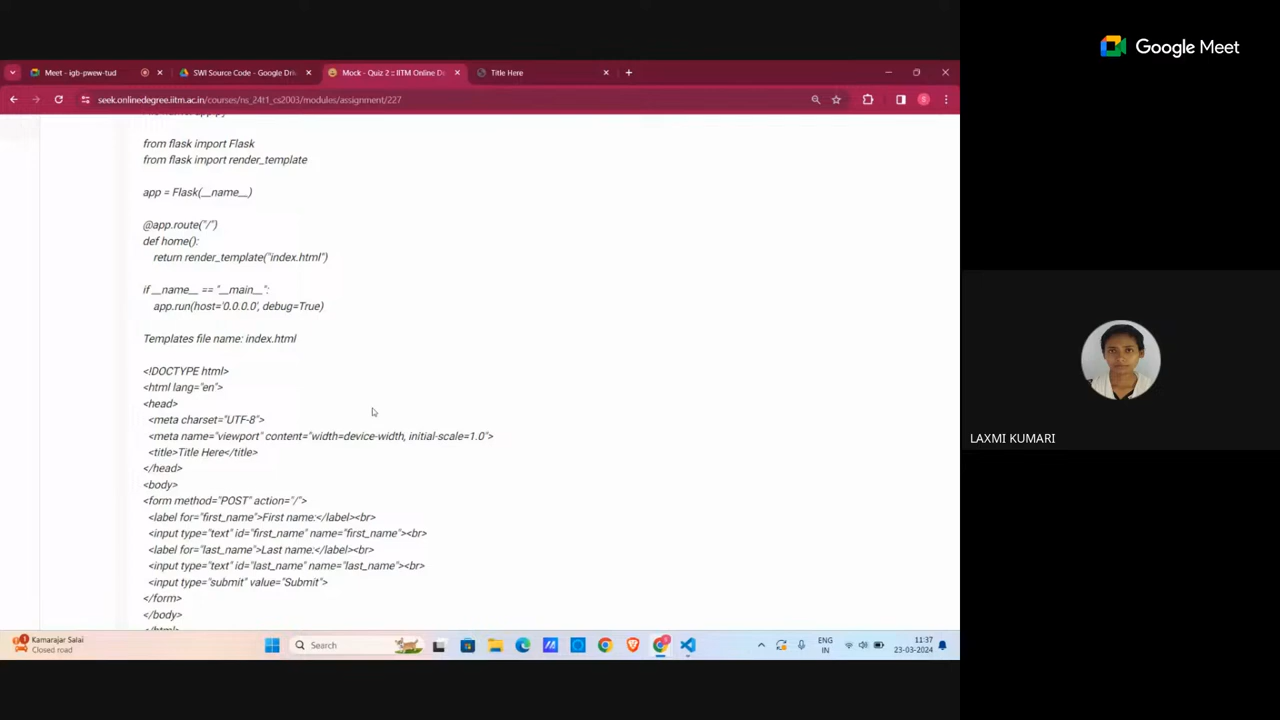 Google Meet
Meet - igb-pwew-tud
SWI Source Code - Google Driv
Mock - Quiz 2 :: IITM Online De
Title Here
seek.onlinedegree.iitm.ac.in/courses/ns_24t1_cs2003/modules/assignment/227
from flask import Flask
from flask import render_template
app = Flask(__name__)
@app.route("/")
def home():
return render_template("index.html")
if __name__ == "__main__":
app.run(host='0.0.0.0', debug=True)
Templates file name: index.html
<!DOCTYPE html>
<html lang="en">
<head>
<meta charset="UTF-8">
<meta name="viewport" content="width=device-width, initial-scale=1.0">
<title>Title Here</title>
</head>
<body>
<form method="POST" action="/">
<label for="first_name">First name:</label><br>
<input type="text" id="first_name" name="first_name"><br>
<label for="last_name">Last name:</label><br>
<input type="text" id="last_name" name="last_name"><br>
<input type="submit" value="Submit">
</form>
</body>
LAXMI KUMARI
Kamarajar Salai
Closed road
Search
ENG
IN
11:37
23-03-2024